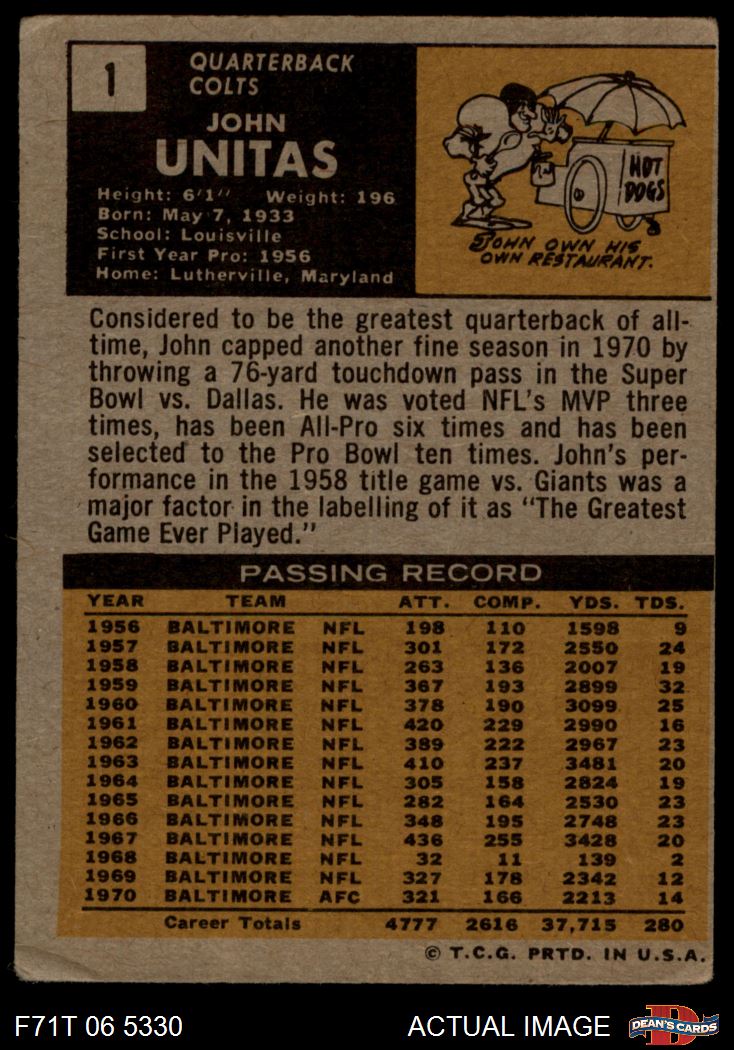 1
QUARTERBACK
COLTS
JOHN
UNITAS
Height: 6'1" Weight: 196
Born: May 7, 1933
School: Louisville
First Year Pro: 1956
Home: Lutherville, Maryland
HOT
DOGS
JOHN OWN HIS
OWN RESTAURANT.
Considered to be the greatest quarterback of all-
time, John capped another fine season in 1970 by
throwing a 76-yard touchdown pass in the Super
Bowl vs. Dallas. He was voted NFL's MVP three
times, has been All-Pro six times and has been
selected to the Pro Bowl ten times. John's per-
formance in the 1958 title game vs. Giants was a
major factor in the labelling of it as "The Greatest
Game Ever Played."
PASSING RECORD
YEAR TEAM ATT. COMP. YDS. TDS.
1956 BALTIMORE NFL 198 110 1598 9
1957 BALTIMORE NFL 301 172 2550 24
1958 BALTIMORE NFL 263 136 2007 19
1959 BALTIMORE NFL 367 193 2899 32
1960 BALTIMORE NFL 378 190 3099 25
1961 BALTIMORE NFL 420 229 2990 16
1962 BALTIMORE NFL 389 222 2967 23
1963 BALTIMORE NFL 410 237 3481 20
1964 BALTIMORE NFL 305 158 2824 19
1965 BALTIMORE NFL 282 164 2530 23
1966 BALTIMORE NFL 348 195 2748 23
1967 BALTIMORE NFL 436 255 3428 20
1968 BALTIMORE NFL 32 11 139 2
1969 BALTIMORE NFL 327 178 2342 12
1970 BALTIMORE AFC 321 166 2213 14
Career Totals 4777 2616 37,715 280
© T.C.G. PRTD. IN U.S.A.
F71T 06 5330 ACTUAL IMAGE DEAN'S CARDS